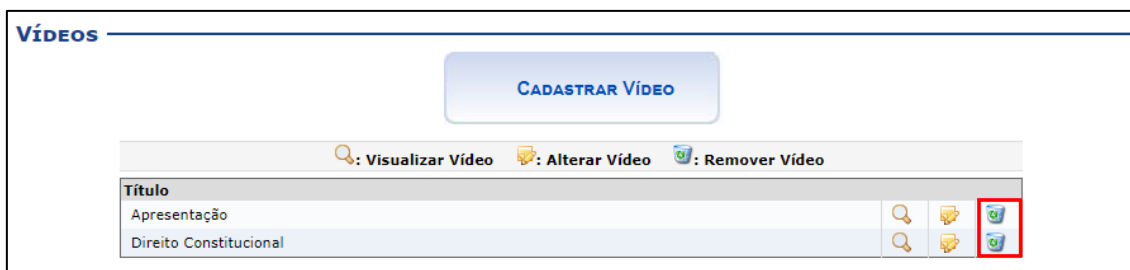 VÍDEOS
CADASTRAR VÍDEO
: Visualizar Vídeo : Alterar Vídeo : Remover Vídeo
Título
Apresentação
Direito Constitucional